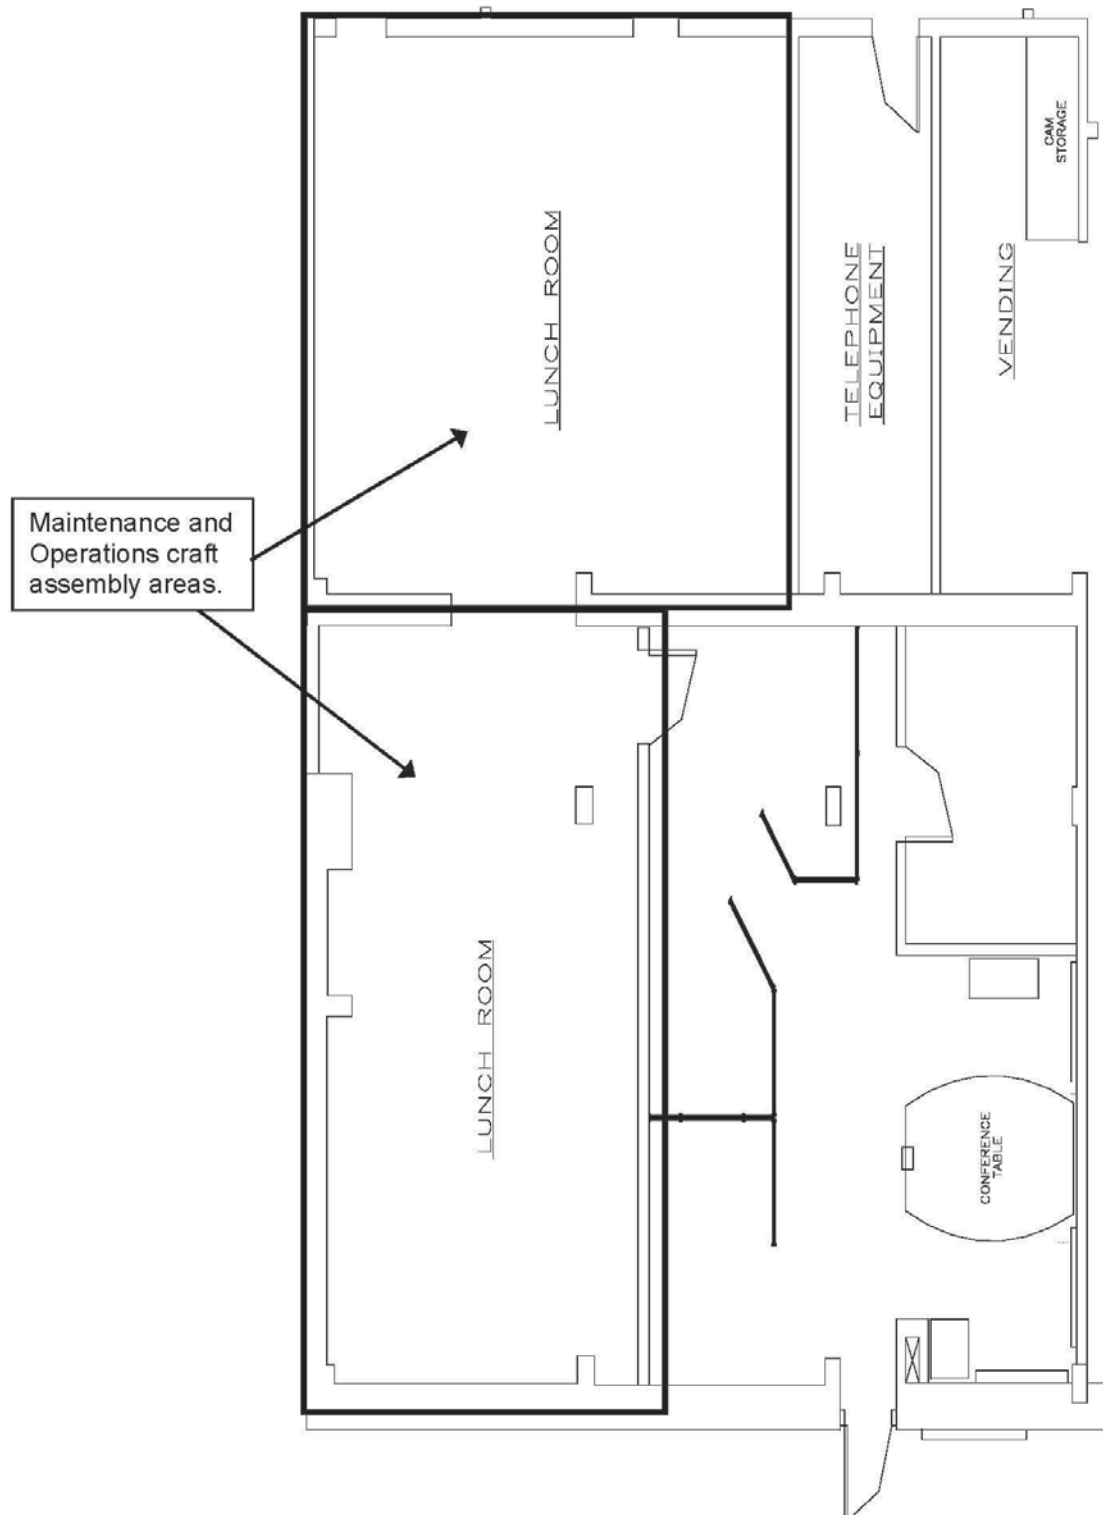 CAM
STORAGE
LUNCH ROOM
TELEPHONE
EQUIPMENT
VENDING
Maintenance and
Operations craft
assembly areas.
LUNCH ROOM
CONFERENCE
TABLE